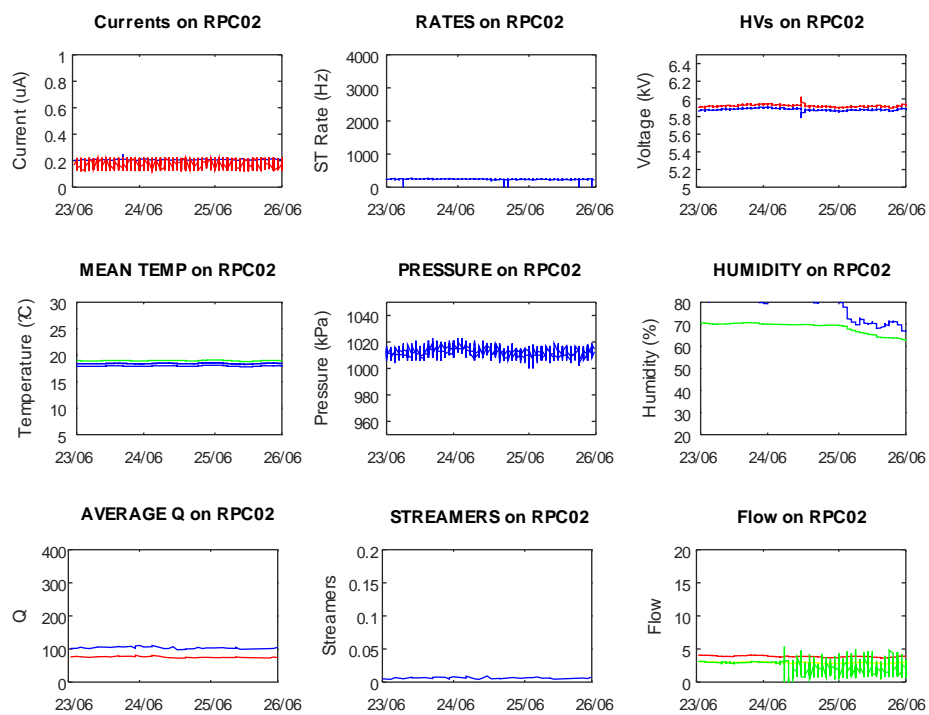 Currents on RPC02
Current (uA)
1
0.8
0.6
0.4
0.2
0
23/06 24/06 25/06 26/06
RATES on RPC02
ST Rate (Hz)
4000
3000
2000
1000
0
23/06 24/06 25/06 26/06
HVs on RPC02
Voltage (kV)
6.4
6.2
6
5.8
5.6
5.4
5.2
5
23/06 24/06 25/06 26/06
MEAN TEMP on RPC02
Temperature (?C)
30
25
20
15
10
5
23/06 24/06 25/06 26/06
PRESSURE on RPC02
Pressure (kPa)
1040
1020
1000
980
960
23/06 24/06 25/06 26/06
HUMIDITY on RPC02
Humidity (%)
80
70
60
50
40
30
20
23/06 24/06 25/06 26/06
AVERAGE Q on RPC02
Q
400
300
200
100
0
23/06 24/06 25/06 26/06
STREAMERS on RPC02
Streamers
0.2
0.15
0.1
0.05
0
23/06 24/06 25/06 26/06
Flow on RPC02
Flow
20
15
10
5
0
23/06 24/06 25/06 26/06